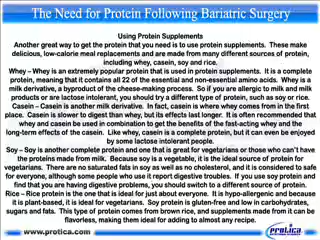 The Need for Protein Following Bariatric Surgery
Using Protein Supplements
Another great way to get the protein that you need is to use protein supplements. These make
delicious, low-calorie meal replacements and are made from many different sources of protein,
including whey, casein, soy and rice.
Whey – Whey is an extremely popular protein that is used in protein supplements. It is a complete
protein, meaning that it contains all 22 of the essential and non-essential amino acids. Whey is a
milk derivative, a byproduct of the cheese-making process. So if you are allergic to milk and milk
products or are lactose intolerant, you should try a different type of protein, such as soy or rice.
Casein – Casein is another milk derivative. In fact, casein is where whey comes from in the first
place. Casein is slower to digest than whey, but its effects last longer. It is often recommended that
whey and casein be used in combination to get the benefits of the fast-acting whey and the
long-term effects of the casein. Like whey, casein is a complete protein, but it can even be enjoyed
by some lactose intolerant people.
Soy – Soy is another complete protein and one that is great for vegetarians or those who can't have
the proteins made from milk. Because soy is a vegetable, it is the ideal source of protein for
vegetarians. There are no saturated fats in soy as well as no cholesterol, and it is considered to safe
for everyone, although some people who use it report digestive troubles. If you use soy protein and
find that you are having digestive problems, you should switch to a different source of protein.
Rice – Rice protein is the one that is ideal for just about everyone. It is hypo-allergenic and because
it is plant-based, it is ideal for vegetarians. Soy protein is gluten-free and low in carbohydrates,
sugars and fats. This type of protein comes from brown rice, and supplements made from it can be
flavorless, making them ideal for adding to almost any recipe.
www.protica.com
protica